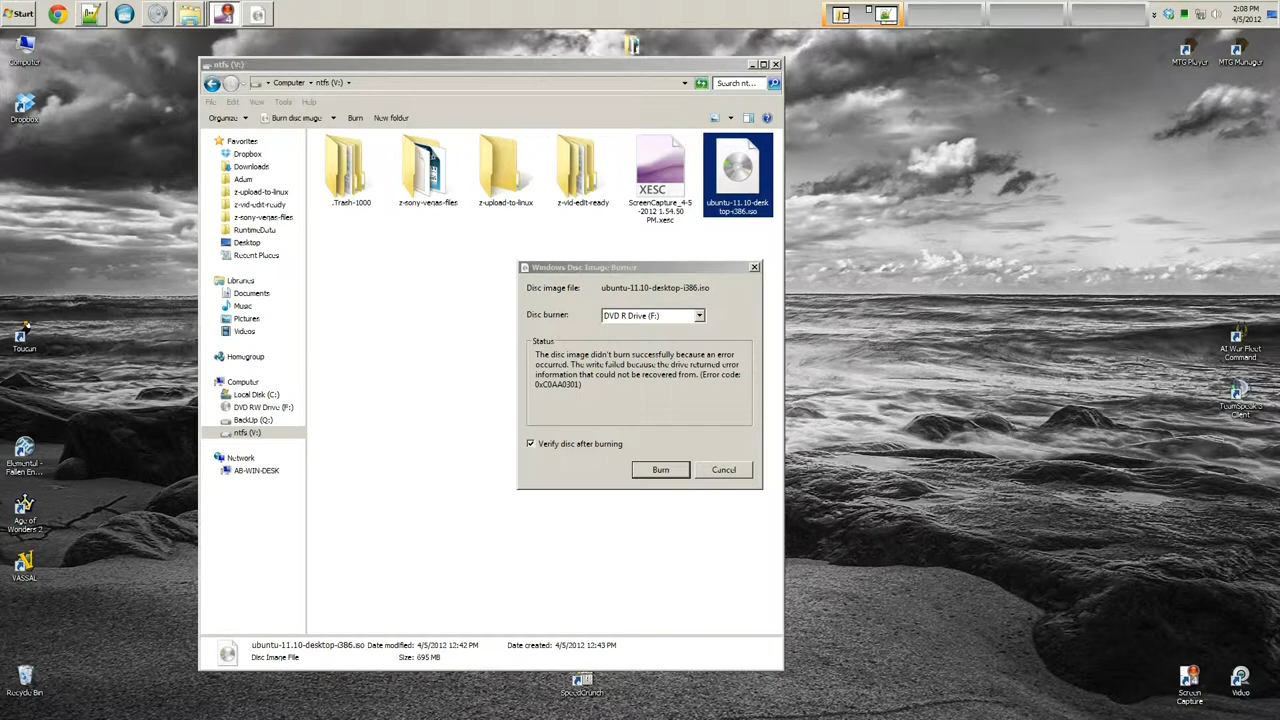 Start
2:08 PM
4/5/2012
Computer
MTG Player
MTG Manager
ntfs (V:)
Computer
ntfs (V:)
Search nt...
File
Edit
View
Tools
Help
Dropbox
Organize
Burn disc image
Burn
New folder
Favorites
Dropbox
Downloads
Adam
z-upload-to-linux
z-vid-edit-ready
z-sony-vegas-files
RuntimeData
Desktop
Recent Places
.Trash-1000
z-sony-vegas-files
z-upload-to-linux
z-vid-edit-ready
XESC
ScreenCapture_4-5
-2012 1.54.50
PM.xesc
ubuntu-11.10-desk
top-i386.iso
Windows Disc Image Burner
Disc image file:
ubuntu-11.10-desktop-i386.iso
Disc burner:
DVD R Drive (F:)
Status
The disc image didn't burn successfully because an error
occurred. The write failed because the drive returned error
information that could not be recovered from. (Error code:
0xC0AA0301)
Verify disc after burning
Burn
Cancel
Libraries
Documents
Music
Pictures
Videos
Homegroup
Computer
Local Disk (C:)
DVD RW Drive (F:)
BackUp (Q:)
ntfs (V:)
Network
AB-WIN-DESK
Toucan
AI War Fleet
Command
TeamSpeak 3
Client
Elemental -
Fallen En...
Age of
Wonders 2
VASSAL
ubuntu-11.10-desktop-i386.iso Date modified: 4/5/2012 12:42 PM
Date created: 4/5/2012 12:43 PM
Disc Image File
Size: 695 MB
Recycle Bin
SpeedCrunch
Screen
Capture
Video